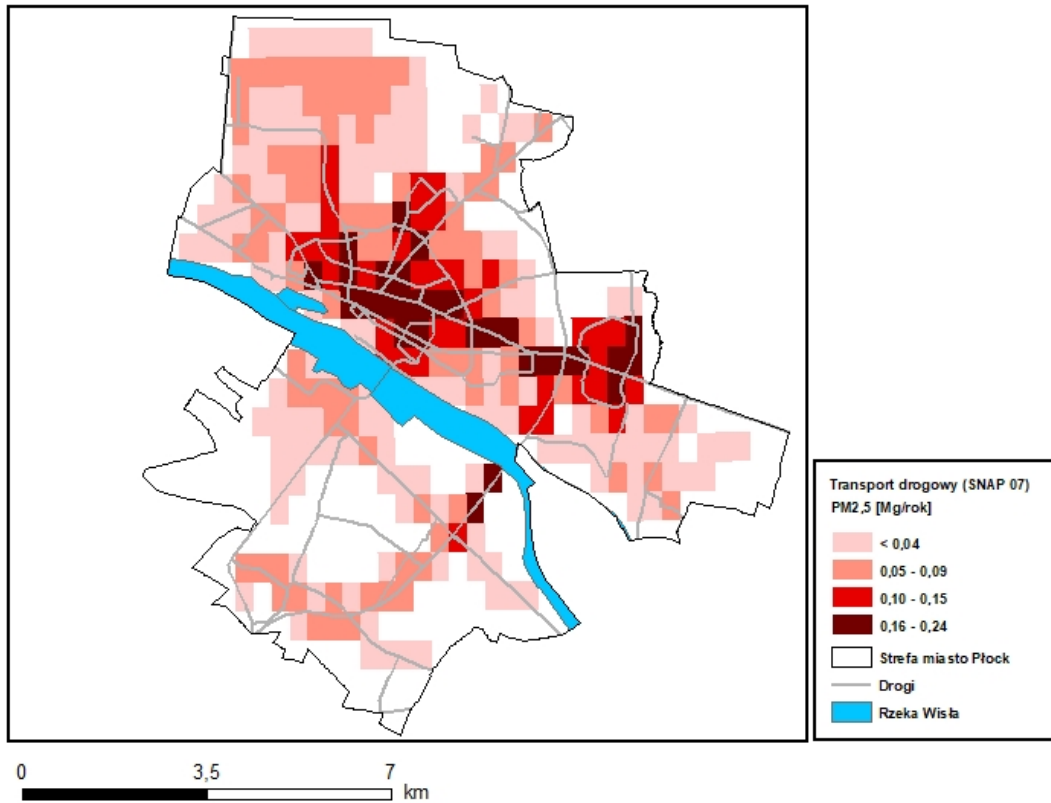 Transport drogowy (SNAP 07)
PM2,5 [Mg/rok]
< 0,04
0,05 - 0,09
0,10 - 0,15
0,16 - 0,24
Strefa miasto Płock
Drogi
Rzeka Wisła
0 3,5 7
km